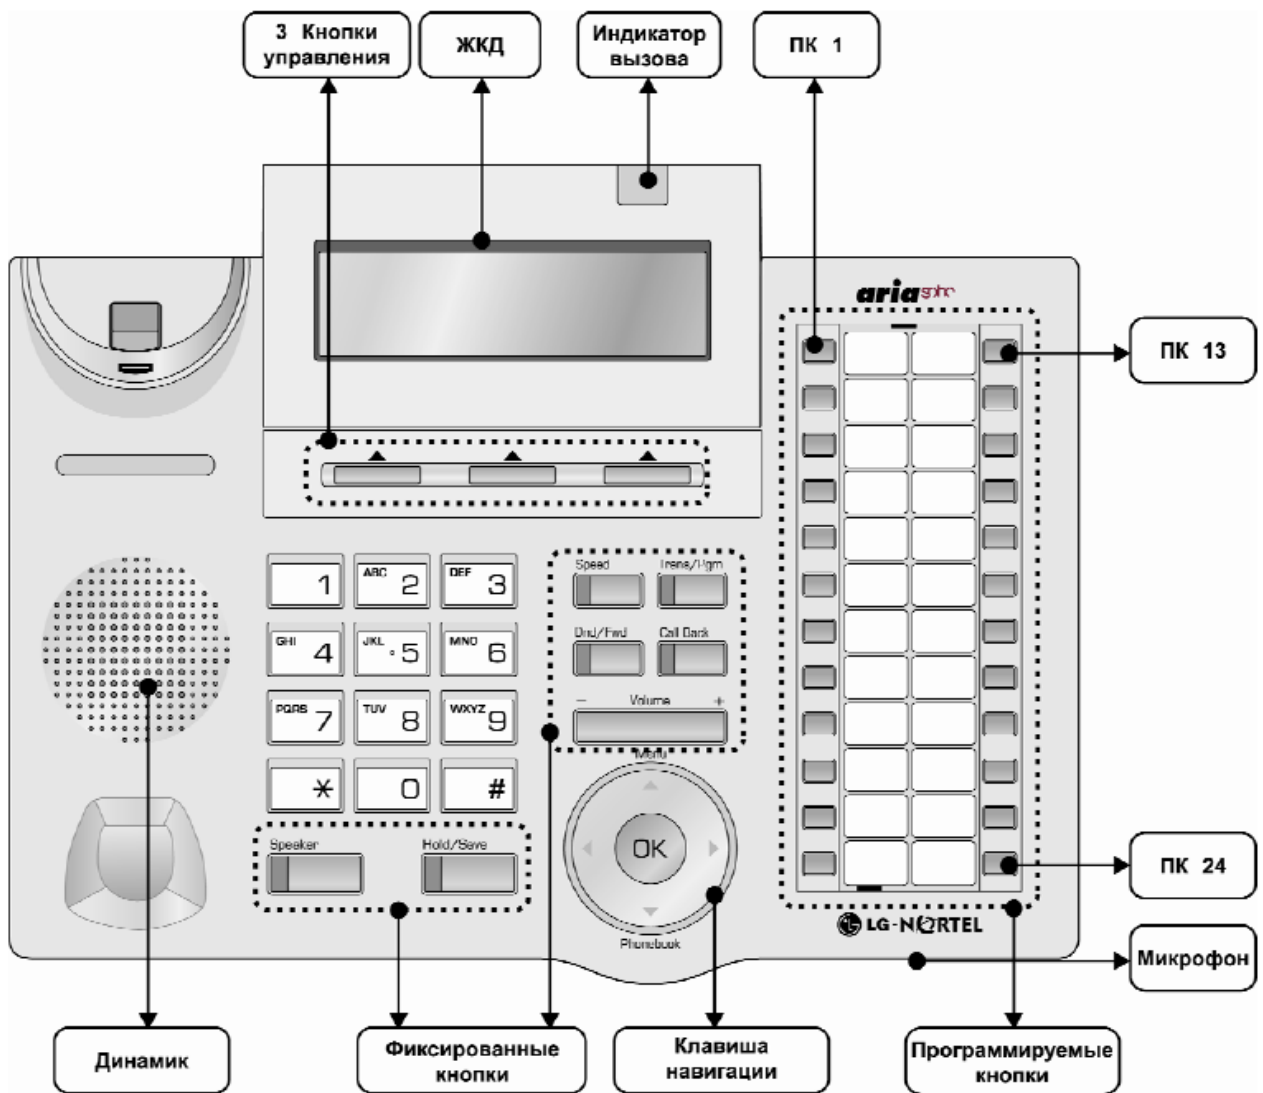 3 Кнопки
управления
ЖКД
Индикатор
вызова
ПК 1
aria
ПК 13
1
ABC 2
DEF 3
Speed
Trans/Pgm
GHI 4
JKL 5
MNO 6
Dnd/Fwd
Call Back
PQRS 7
TUV 8
WXYZ 9
- Volume +
Menu
* 0 #
OK
Speaker
Hold/Save
ПК 24
LG-NORTEL
Phonebook
Микрофон
Динамик
Фиксированные
кнопки
Клавиша
навигации
Программируемые
кнопки